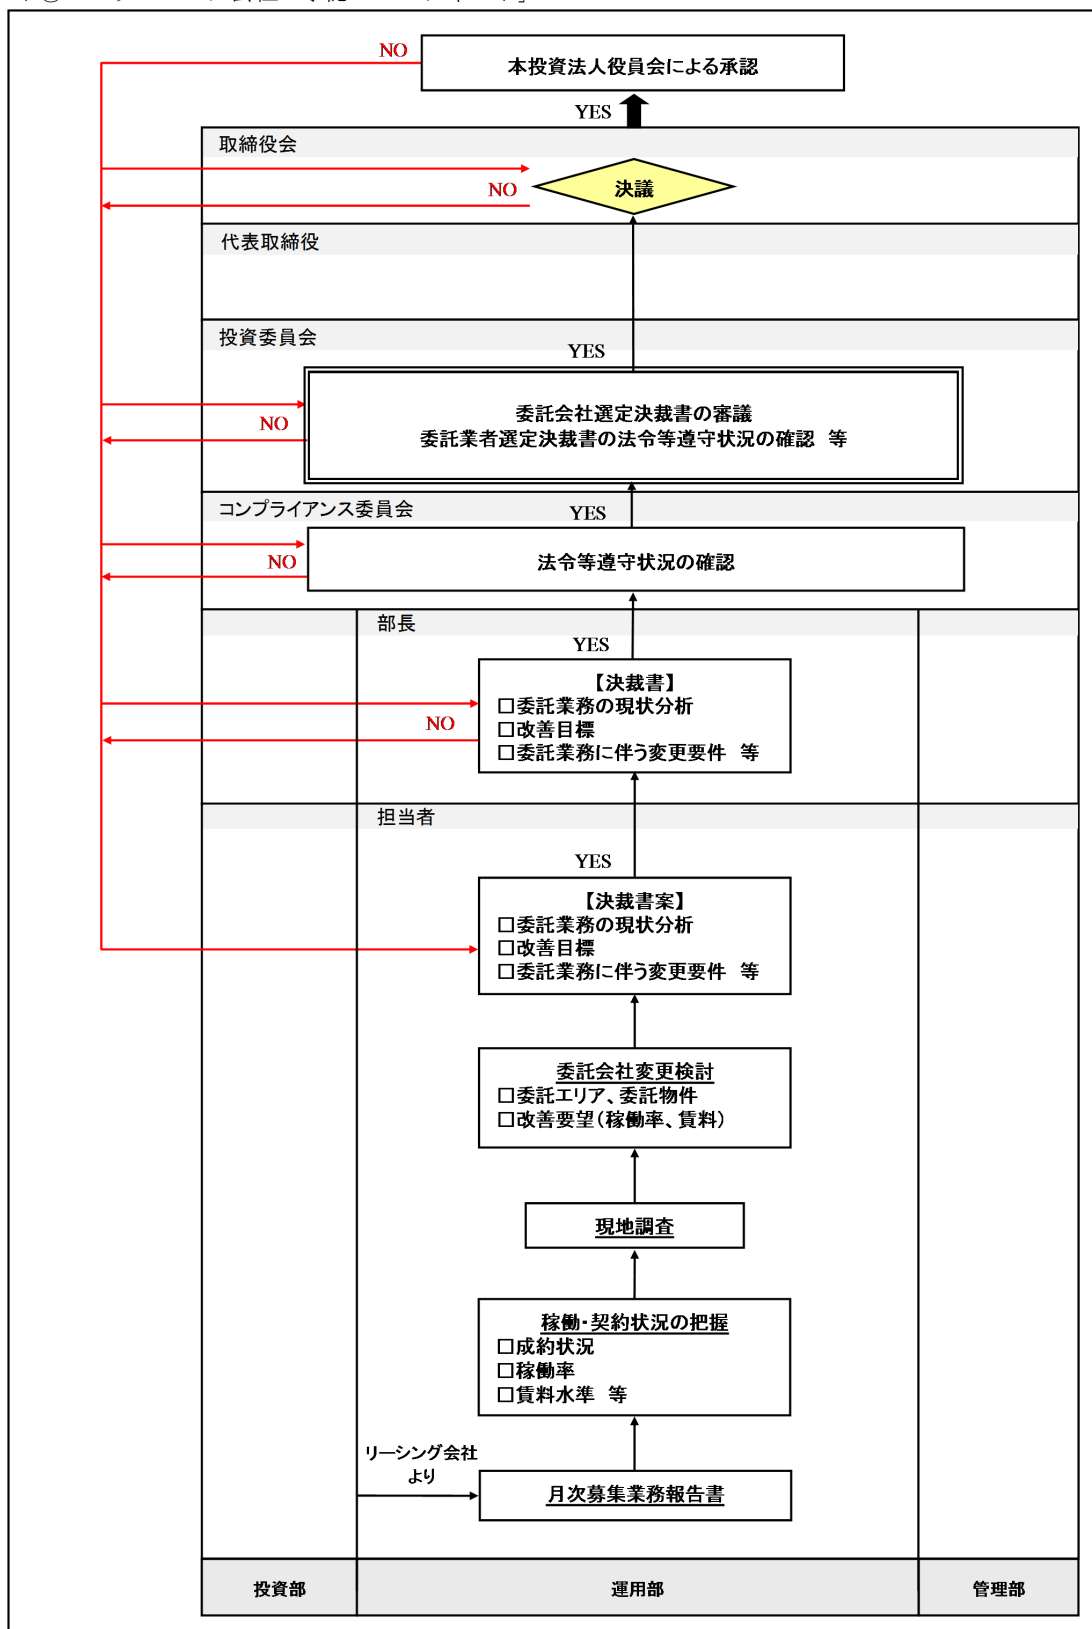 NO
本投資法人役員会による承認
YES
取締役会
NO
決議
代表取締役
投資委員会
YES
委託会社選定決裁書の審議
NO
委託業者選定決裁書の法令等遵守状況の確認 等
コンプライアンス委員会
YES
NO
法令等遵守状況の確認
部長
YES
【決裁書】
□委託業務の現状分析
NO
□改善目標
□委託業務に伴う変更要件 等
担当者
YES
【決裁書案】
□委託業務の現状分析
□改善目標
□委託業務に伴う変更要件 等
委託会社変更検討
□委託エリア、委託物件
□改善要望(稼働率、賃料)
現地調査
稼働・契約状況の把握
□成約状況
□稼働率
□賃料水準 等
リーシング会社
より
月次募集業務報告書
投資部
運用部
管理部